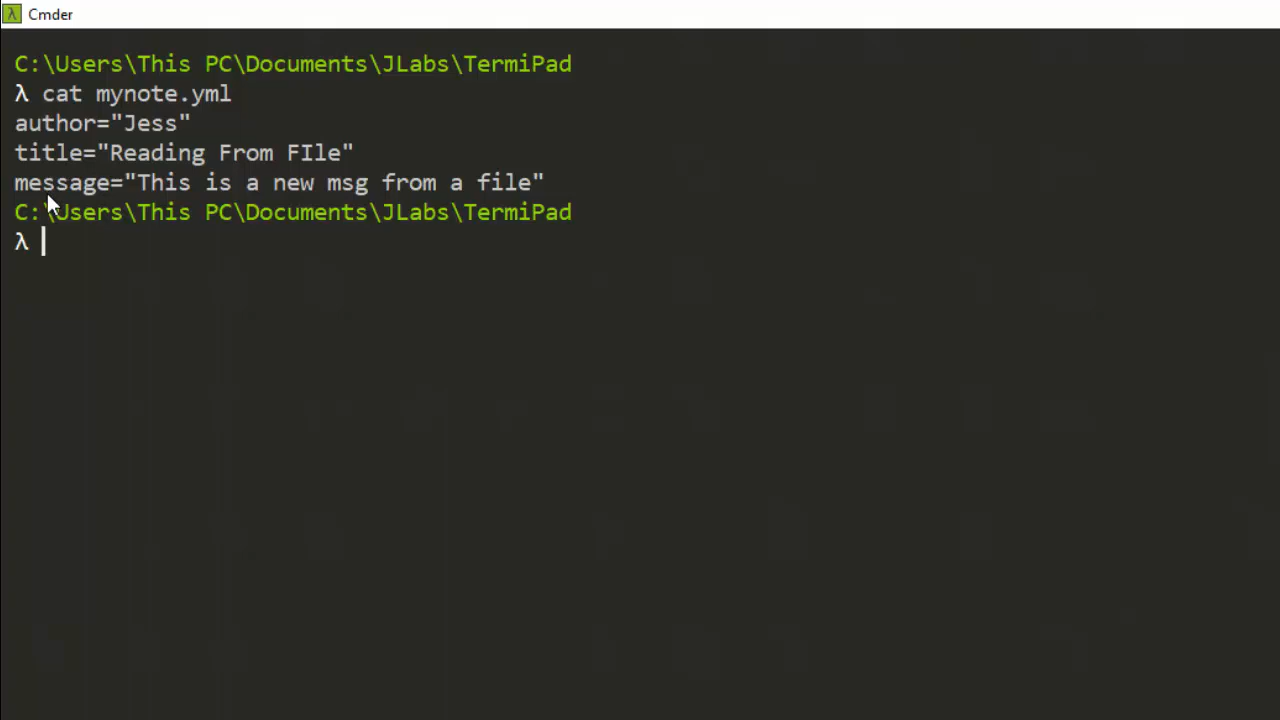 Cmder
C:\Users\This PC\Documents\JLabs\TermiPad
λ cat mynote.yml
author="Jess"
title="Reading From FIle"
message="This is a new msg from a file"
C:\Users\This PC\Documents\JLabs\TermiPad
λ